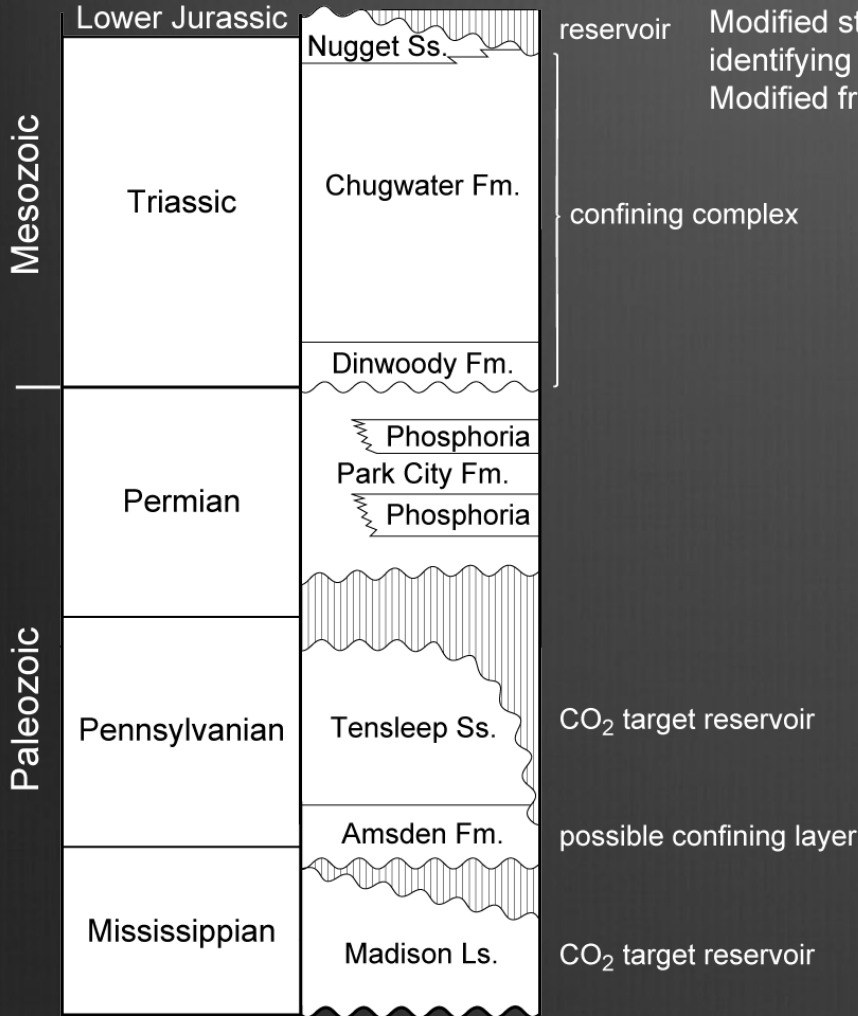 Lower Jurassic
Nugget Ss.
reservoir
Modified
identifying
Modified
Mesozoic
Triassic
Chugwater Fm.
confining complex
Dinwoody Fm.
Paleozoic
Permian
Phosphoria
Park City Fm.
Phosphoria
Pennsylvanian
Tensleep Ss.
CO₂ target reservoir
Amsden Fm.
possible confining layer
Mississippian
Madison Ls.
CO₂ target reservoir